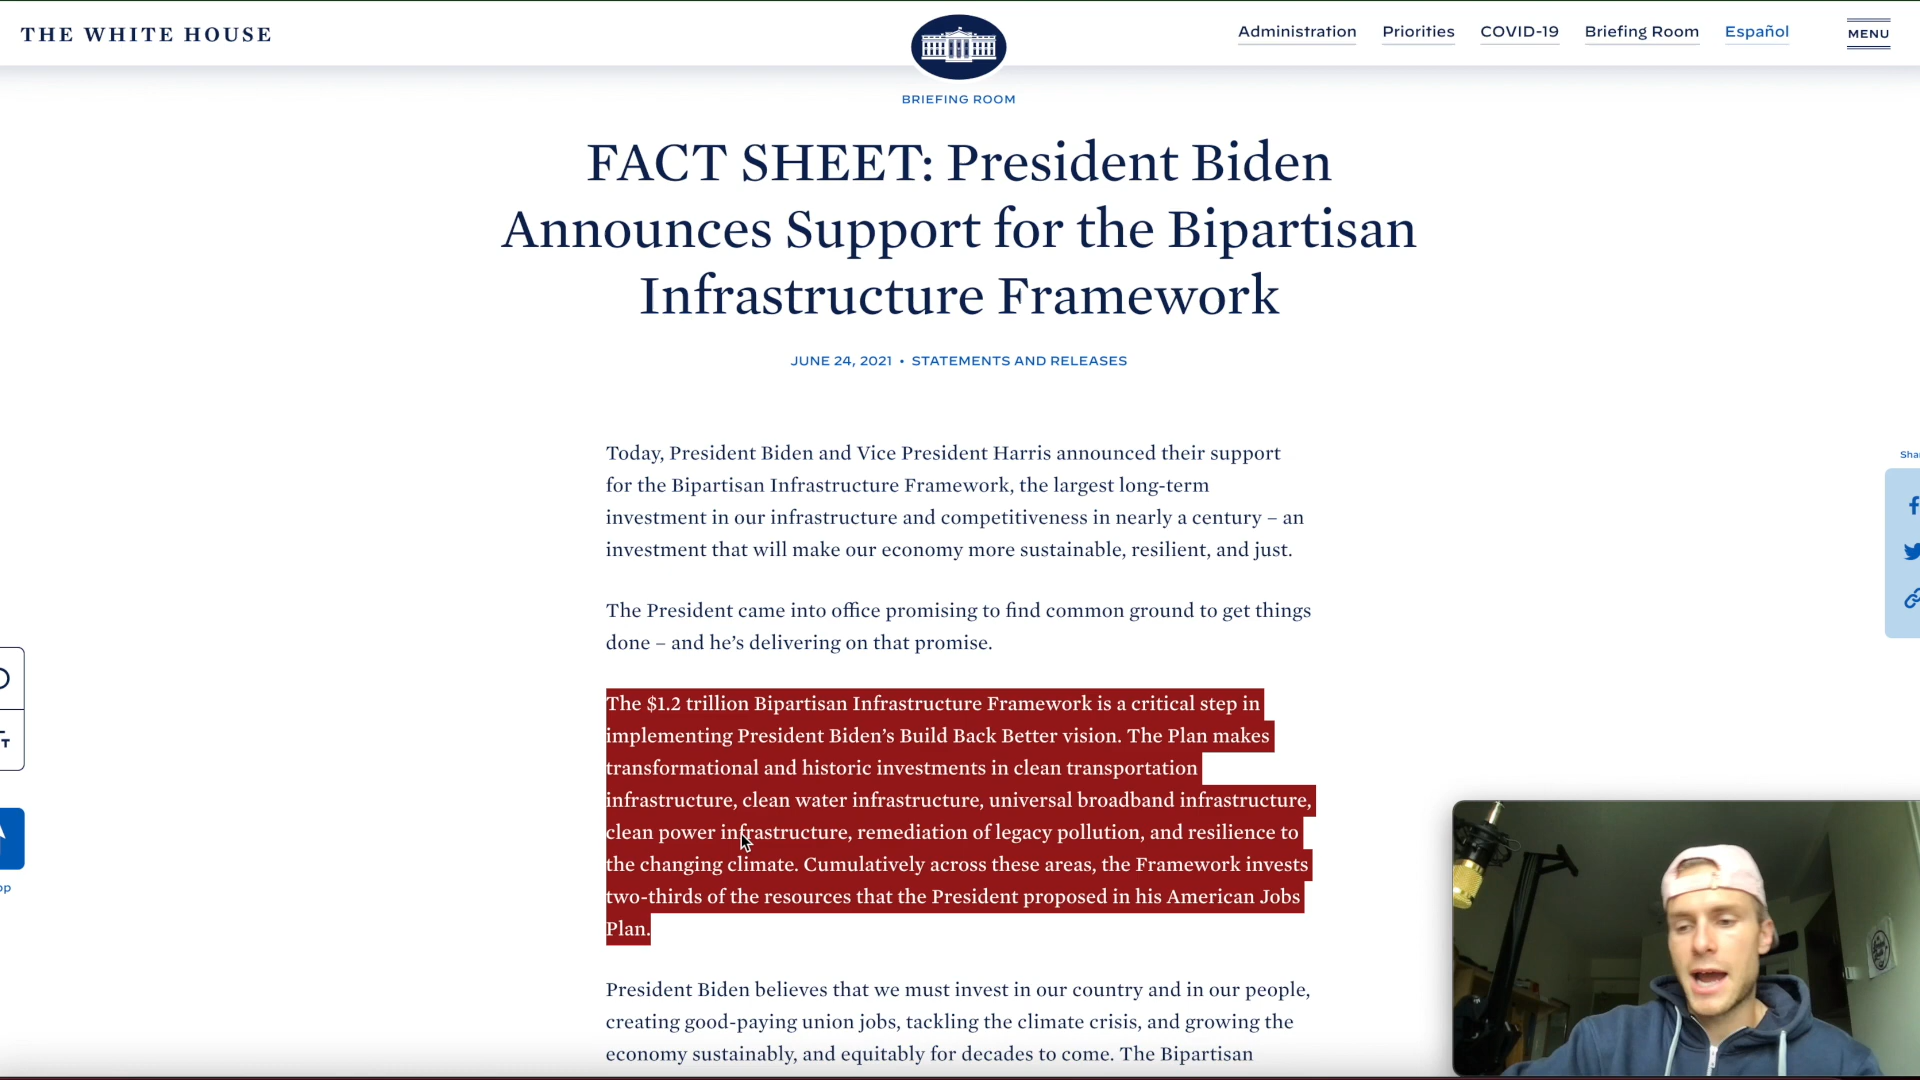 THE WHITE HOUSE
Administration
Priorities
COVID-19
Briefing Room
Español
MENU
BRIEFING ROOM
FACT SHEET: President Biden
Announces Support for the Bipartisan
Infrastructure Framework
JUNE 24, 2021 • STATEMENTS AND RELEASES
Today, President Biden and Vice President Harris announced their support
for the Bipartisan Infrastructure Framework, the largest long-term
investment in our infrastructure and competitiveness in nearly a century – an
investment that will make our economy more sustainable, resilient, and just.
The President came into office promising to find common ground to get things
done – and he’s delivering on that promise.
The $1.2 trillion Bipartisan Infrastructure Framework is a critical step in
implementing President Biden’s Build Back Better vision. The Plan makes
transformational and historic investments in clean transportation
infrastructure, clean water infrastructure, universal broadband infrastructure,
clean power infrastructure, remediation of legacy pollution, and resilience to
the changing climate. Cumulatively across these areas, the Framework invests
two-thirds of the resources that the President proposed in his American Jobs
Plan.
President Biden believes that we must invest in our country and in our people,
creating good-paying union jobs, tackling the climate crisis, and growing the
economy sustainably, and equitably for decades to come. The Bipartisan